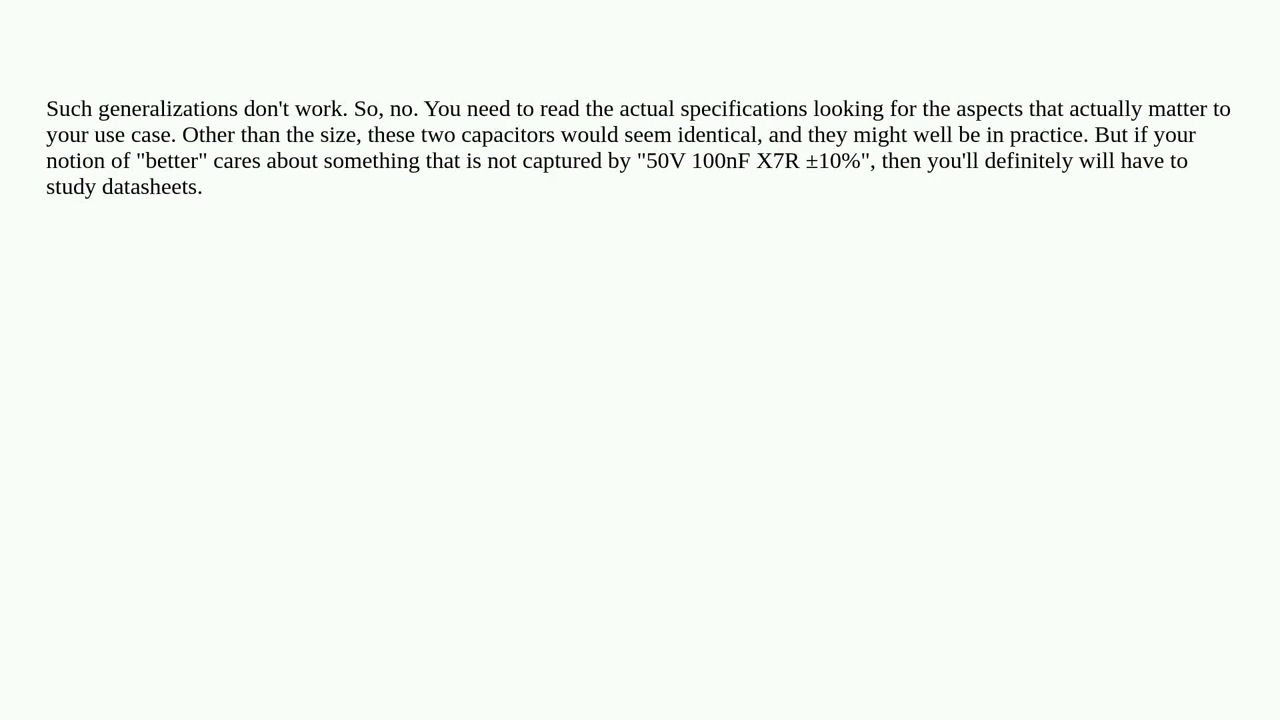 Such generalizations don't work. So, no. You need to read the actual specifications looking for the aspects that actually matter to
your use case. Other than the size, these two capacitors would seem identical, and they might well be in practice. But if your
notion of "better" cares about something that is not captured by "50V 100nF X7R ±10%", then you'll definitely will have to
study datasheets.